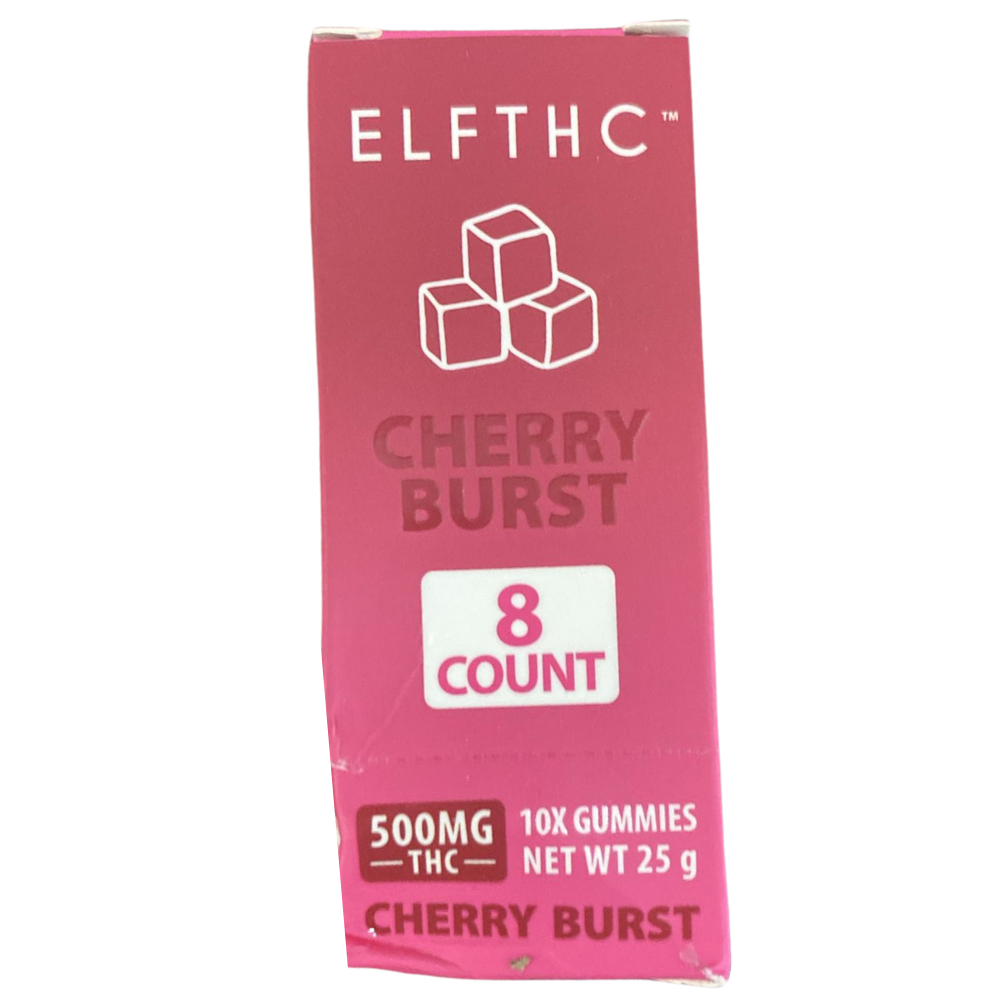 ELFTHC™
CHERRY
BURST
8
COUNT
500MG
THC
10X GUMMIES
NET WT 25 g
CHERRY BURST